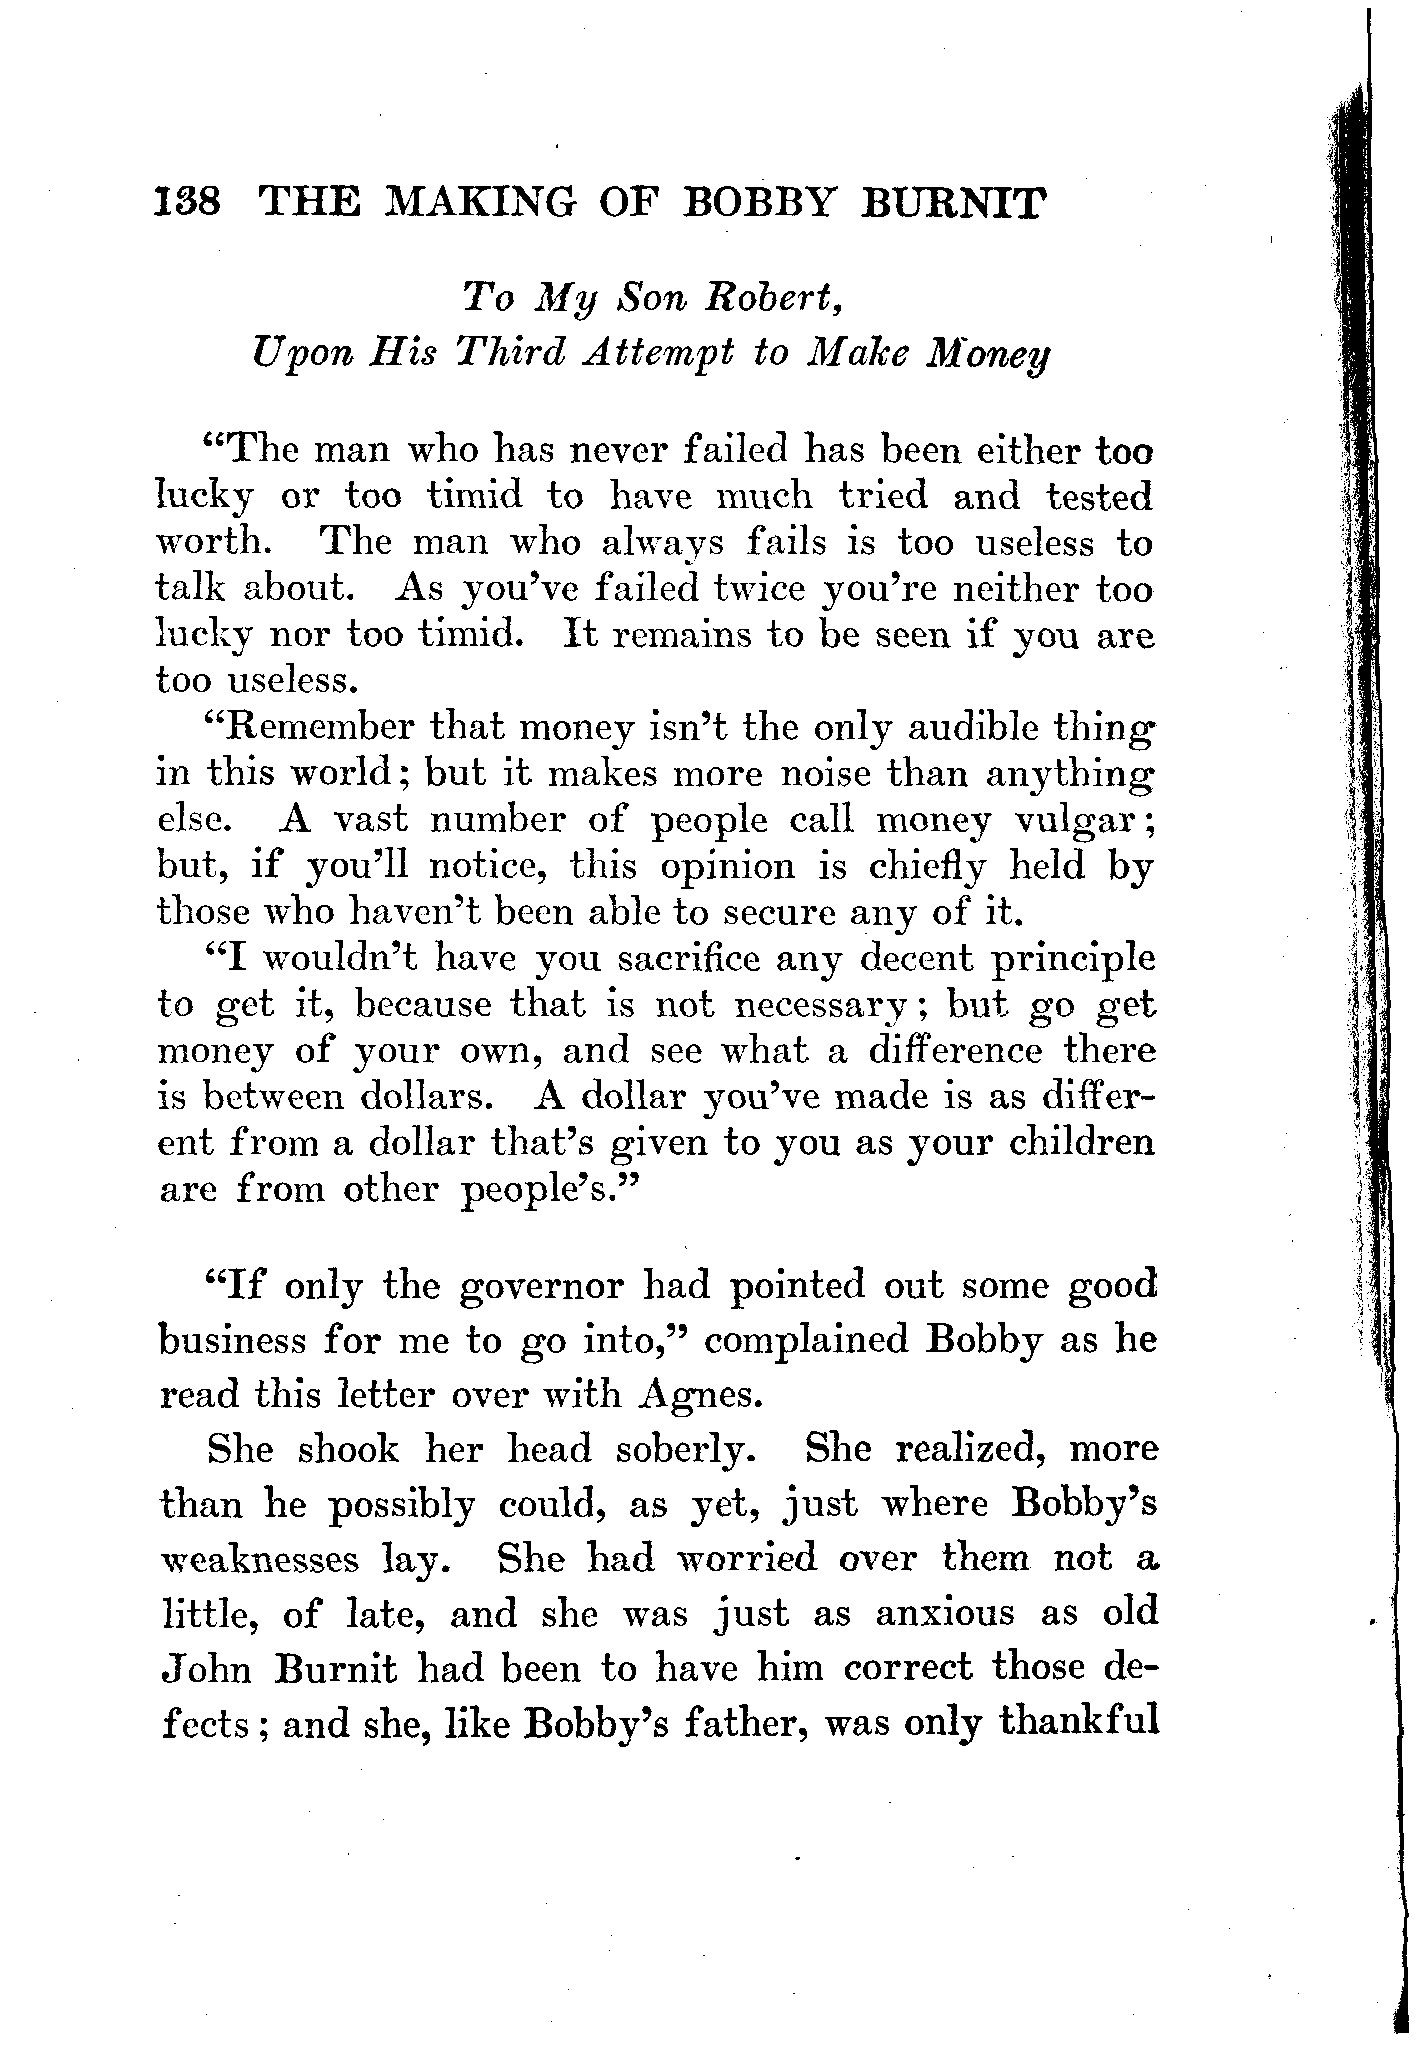 138 THE MAKING OF BOBBY BURNIT
To My Son Robert,
Upon His Third Attempt to Make Money
“The man who has never failed has been either too
lucky or too timid to have much tried and tested
worth. The man who always fails is too useless to
talk about. As you’ve failed twice you’re neither too
lucky nor too timid. It remains to be seen if you are
too useless.
“Remember that money isn’t the only audible thing
in this world; but it makes more noise than anything
else. A vast number of people call money vulgar;
but, if you’ll notice, this opinion is chiefly held by
those who haven’t been able to secure any of it.
“I wouldn’t have you sacrifice any decent principle
to get it, because that is not necessary; but go get
money of your own, and see what a difference there
is between dollars. A dollar you’ve made is as differ-
ent from a dollar that’s given to you as your children
are from other people’s.”
“If only the governor had pointed out some good
business for me to go into,” complained Bobby as he
read this letter over with Agnes.
She shook her head soberly. She realized, more
than he possibly could, as yet, just where Bobby’s
weaknesses lay. She had worried over them not a
little, of late, and she was just as anxious as old
John Burnit had been to have him correct those de-
fects; and she, like Bobby’s father, was only thankful